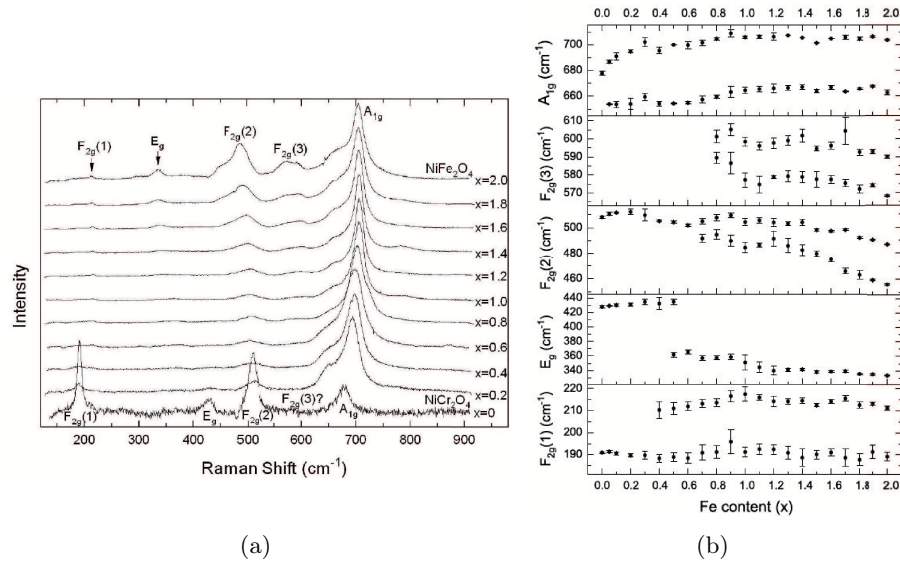 A₁g
F₂g(2)
F₂g(1)
Eg
F₂g(3)
NiFe₂O₄
x=2.0
x=1.8
x=1.6
x=1.4
x=1.2
x=1.0
x=0.8
x=0.6
x=0.4
x=0.2
NiCr₂O₄
x=0
F₂g(1)
Eg
F₂g(2)
F₂g(3)?
A₁g
Intensity
200 300 400 500 600 700 800 900
Raman Shift (cm⁻¹)
(a)
0.0 0.2 0.4 0.6 0.8 1.0 1.2 1.4 1.6 1.8 2.0
A₁g (cm⁻¹)
700
680
660
640
F₂g(3) (cm⁻¹)
610
600
590
580
570
F₂g(2) (cm⁻¹)
500
480
460
Eg (cm⁻¹)
440
420
400
380
360
340
F₂g(1) (cm⁻¹)
220
210
200
190
0.0 0.2 0.4 0.6 0.8 1.0 1.2 1.4 1.6 1.8 2.0
Fe content (x)
(b)